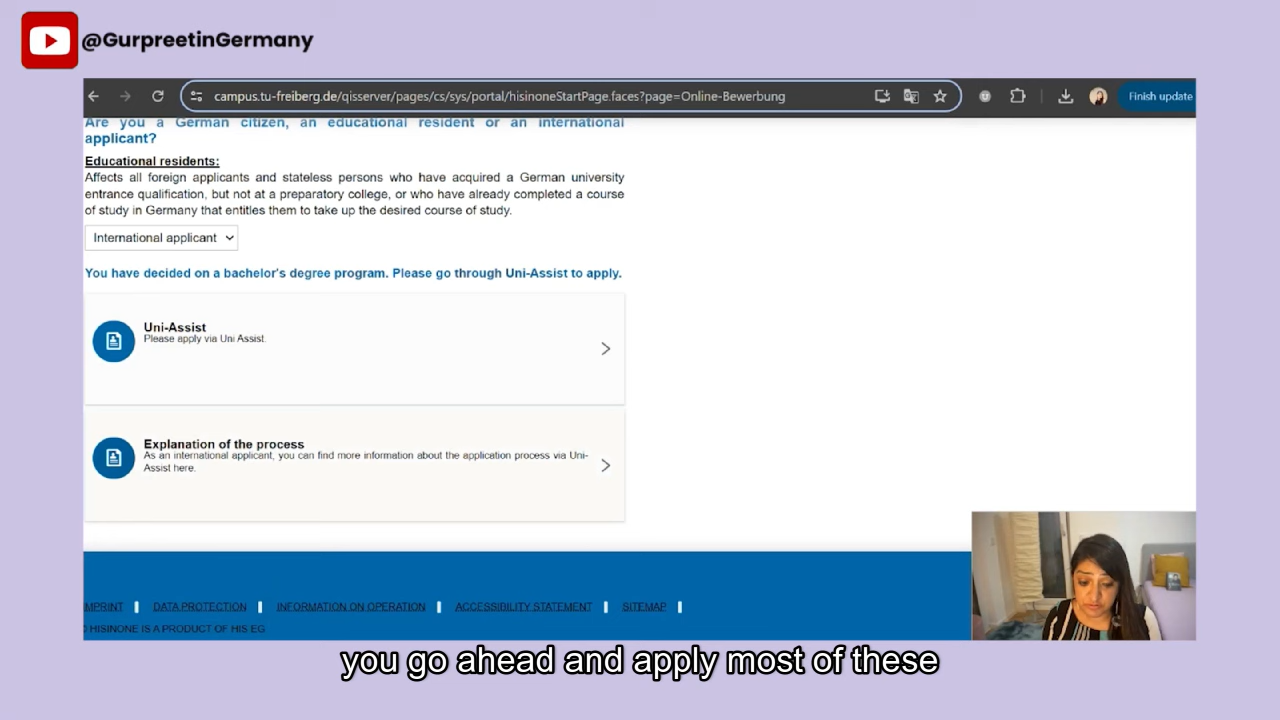 @GurpreetinGermany
campus.tu-freiberg.de/qisserver/pages/cs/sys/portal/hisinoneStartPage.faces?page=Online-Bewerbung
Finish update
Are you a German citizen, an educational resident or an international
applicant?
Educational residents:
Affects all foreign applicants and stateless persons who have acquired a German university
entrance qualification, but not at a preparatory college, or who have already completed a course
of study in Germany that entitles them to take up the desired course of study.
International applicant
You have decided on a bachelor's degree program. Please go through Uni-Assist to apply.
Uni-Assist
Please apply via Uni Assist.
Explanation of the process
As an international applicant, you can find more information about the application process via Uni-
Assist here.
IMPRINT DATA PROTECTION INFORMATION ON OPERATION ACCESSIBILITY STATEMENT SITEMAP
© HISINONE IS A PRODUCT OF HIS EG
you go ahead and apply most of these